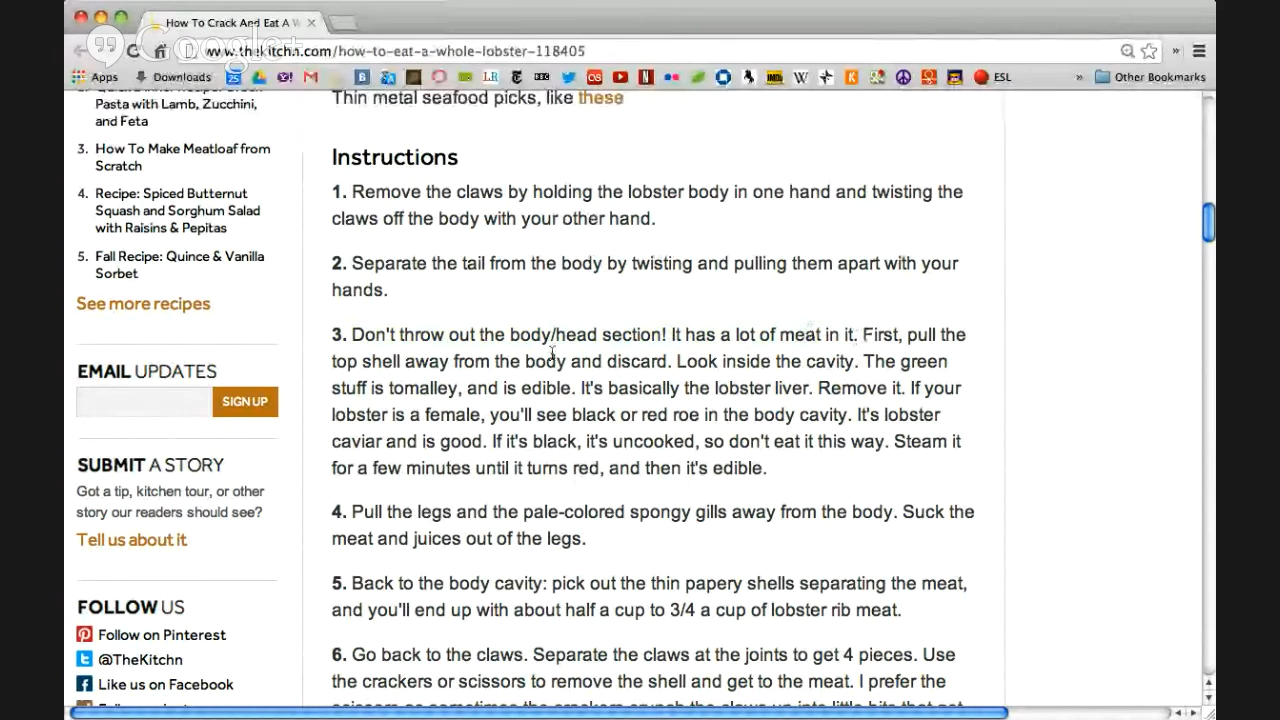 How To Crack And Eat A W
Google+
www.thekitchn.com/how-to-eat-a-whole-lobster-118405
Apps Downloads ESL » Other Bookmarks
Pasta with Lamb, Zucchini,
and Feta
3. How To Make Meatloaf from
Scratch
4. Recipe: Spiced Butternut
Squash and Sorghum Salad
with Raisins & Pepitas
5. Fall Recipe: Quince & Vanilla
Sorbet
See more recipes
EMAIL UPDATES
SIGN UP
SUBMIT A STORY
Got a tip, kitchen tour, or other
story our readers should see?
Tell us about it
FOLLOW US
Follow on Pinterest
@TheKitchn
Like us on Facebook
Thin metal seafood picks, like these
Instructions
1. Remove the claws by holding the lobster body in one hand and twisting the
claws off the body with your other hand.
2. Separate the tail from the body by twisting and pulling them apart with your
hands.
3. Don't throw out the body/head section! It has a lot of meat in it. First, pull the
top shell away from the body and discard. Look inside the cavity. The green
stuff is tomalley, and is edible. It's basically the lobster liver. Remove it. If your
lobster is a female, you'll see black or red roe in the body cavity. It's lobster
caviar and is good. If it's black, it's uncooked, so don't eat it this way. Steam it
for a few minutes until it turns red, and then it's edible.
4. Pull the legs and the pale-colored spongy gills away from the body. Suck the
meat and juices out of the legs.
5. Back to the body cavity: pick out the thin papery shells separating the meat,
and you'll end up with about half a cup to 3/4 a cup of lobster rib meat.
6. Go back to the claws. Separate the claws at the joints to get 4 pieces. Use
the crackers or scissors to remove the shell and get to the meat. I prefer the